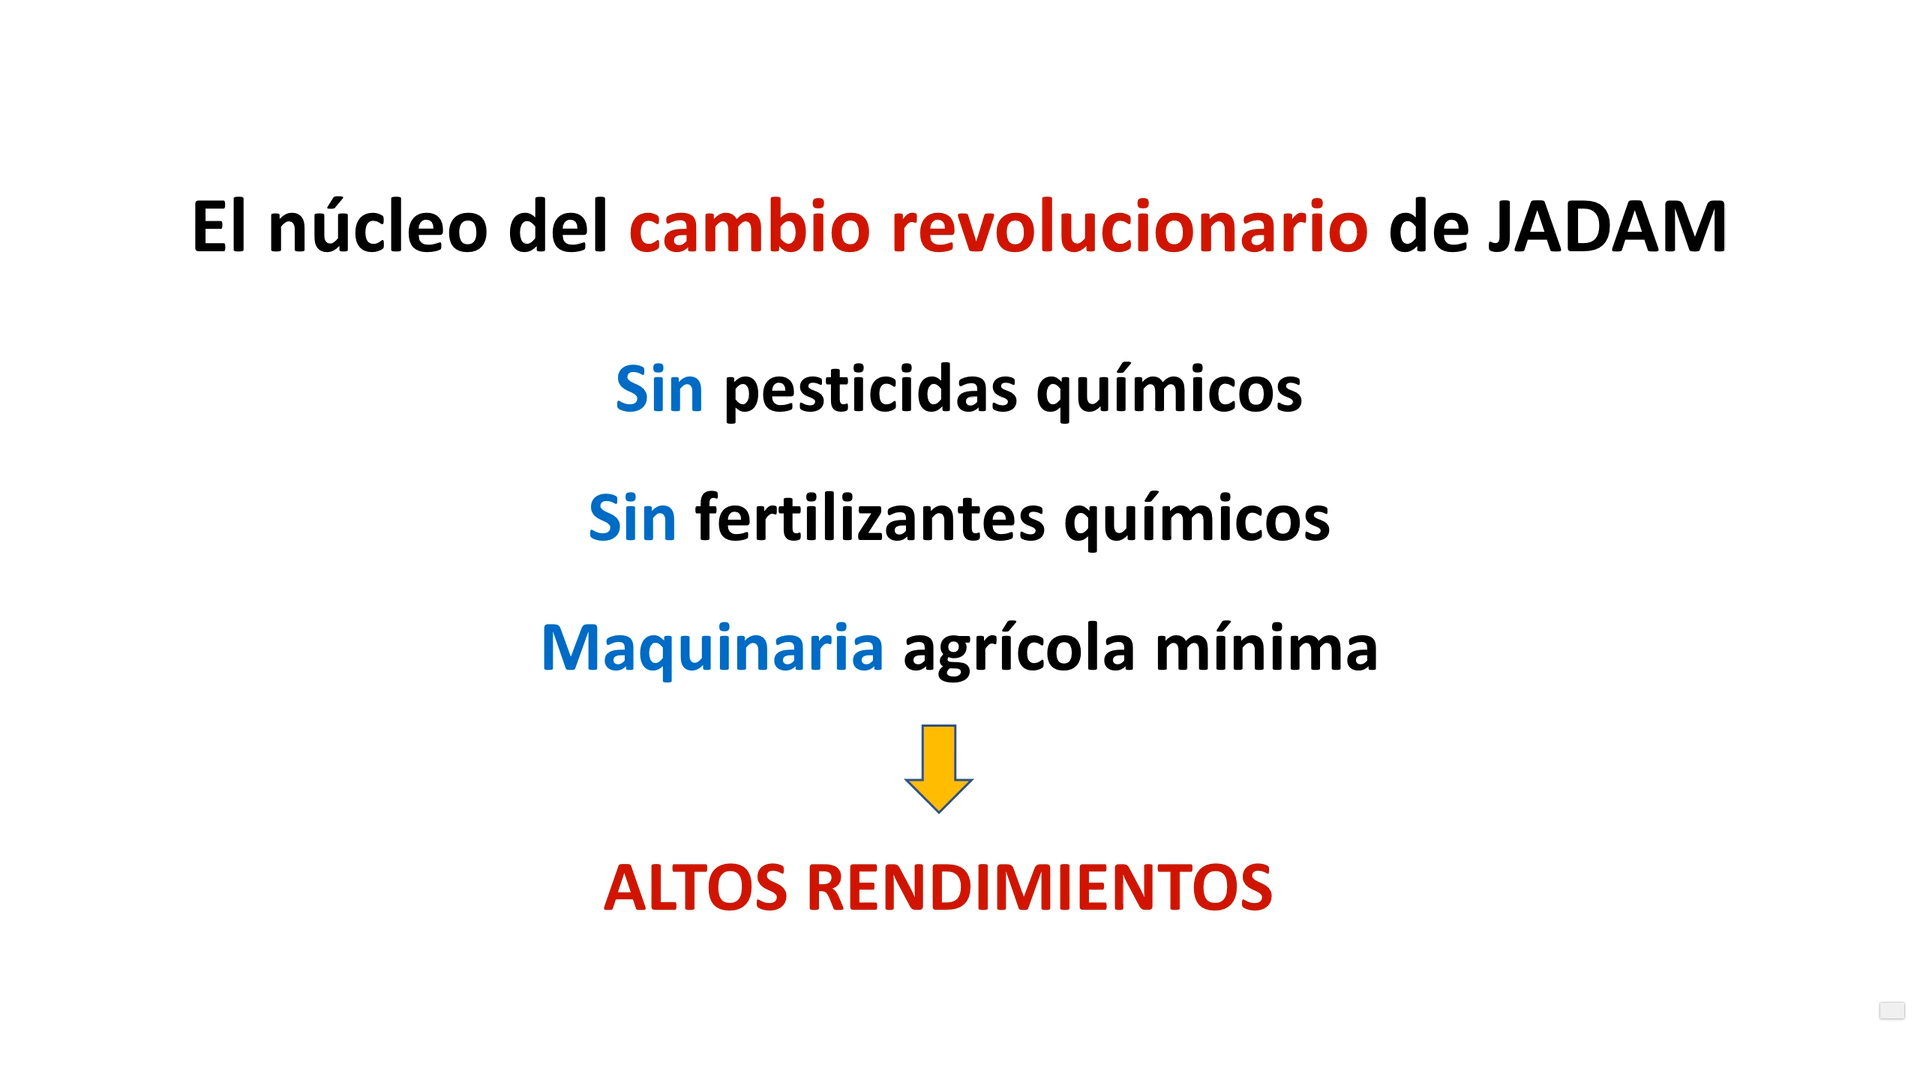 El núcleo del cambio revolucionario de JADAM
Sin pesticidas químicos
Sin fertilizantes químicos
Maquinaria agrícola mínima
ALTOS RENDIMIENTOS